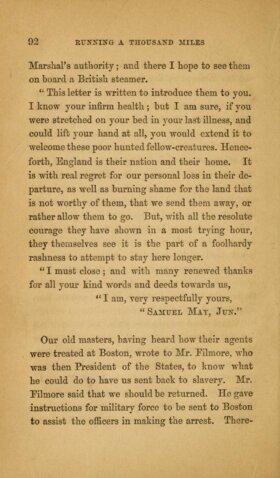 92 RUNNING A THOUSAND MILES
Marshal's authority; and there I hope to see them
on board a British steamer.
"This letter is written to introduce them to you.
I know your infirm health; but I am sure, if you
were stretched on your bed in your last illness, and
could lift your hand at all, you would extend it to
welcome these poor hunted fellow-creatures. Hence-
forth, England is their nation and their home. It
is with real regret for our personal loss in their de-
parture, as well as burning shame for the land that
is not worthy of them, that we send them away, or
rather allow them to go. But, with all the resolute
courage they have shown in a most trying hour,
they themselves see it is the part of a foolhardy
rashness to attempt to stay here longer.
"I must close; and with many renewed thanks
for all your kind words and deeds towards us,
"I am, very respectfully yours,
"SAMUEL MAY, JUN."
Our old masters, having heard how their agents
were treated at Boston, wrote to Mr. Filmore, who
was then President of the States, to know what
he could do to have us sent back to slavery. Mr.
Filmore said that we should be returned. He gave
instructions for military force to be sent to Boston
to assist the officers in making the arrest. There-